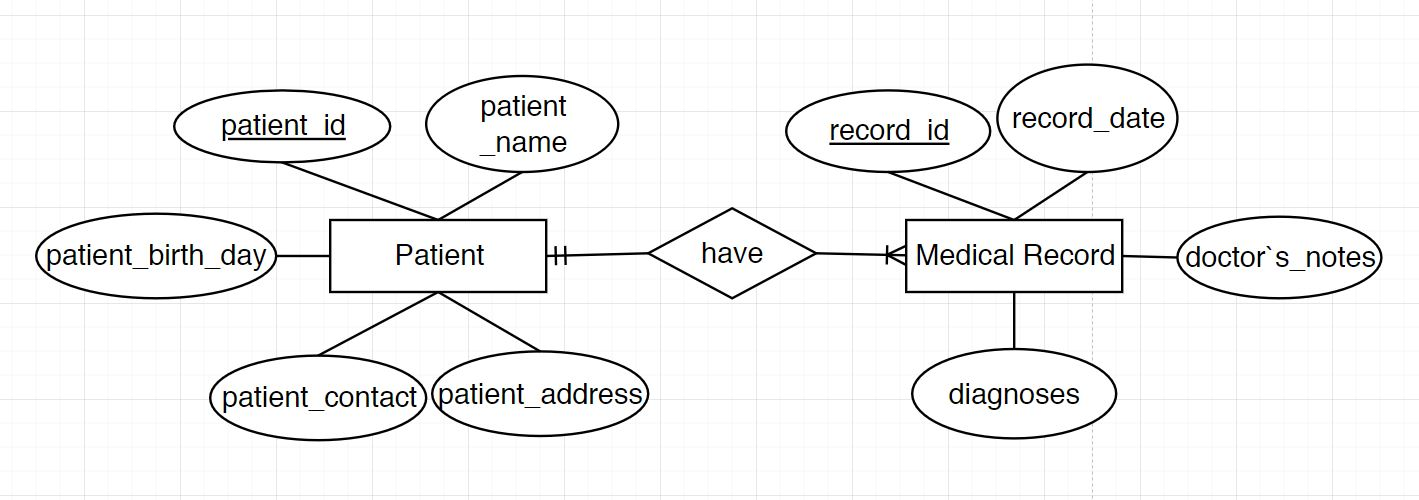 patient_id
patient
_name
record_id
record_date
patient_birth_day
Patient
have
Medical Record
doctor`s_notes
patient_contact
patient_address
diagnoses